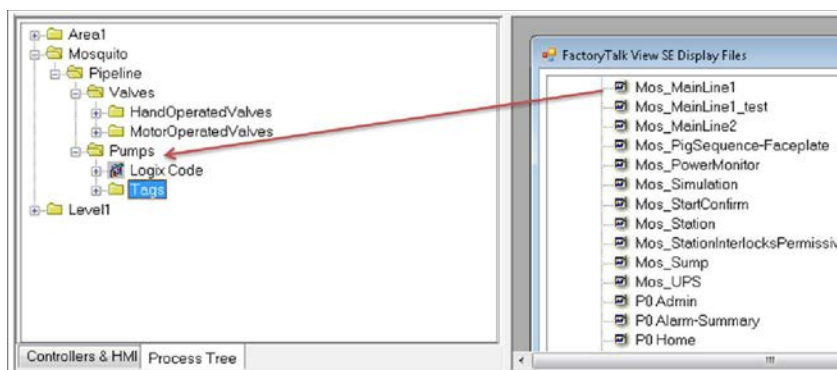 Area1
Mosquito
Pipeline
Valves
HandOperatedValves
MotorOperatedValves
Pumps
Logix Code
Tags
Level1
Controllers & HMI
Process Tree
FactoryTalk View SE Display Files
Mos_MainLine1
Mos_MainLine1_test
Mos_MainLine2
Mos_PigSequence-Faceplate
Mos_PowerMonitor
Mos_Simulation
Mos_StartConfirm
Mos_Station
Mos_StationInterlocksPermissiv
Mos_Sump
Mos_UPS
P0 Admin
P0 Alarm-Summary
P0 Home